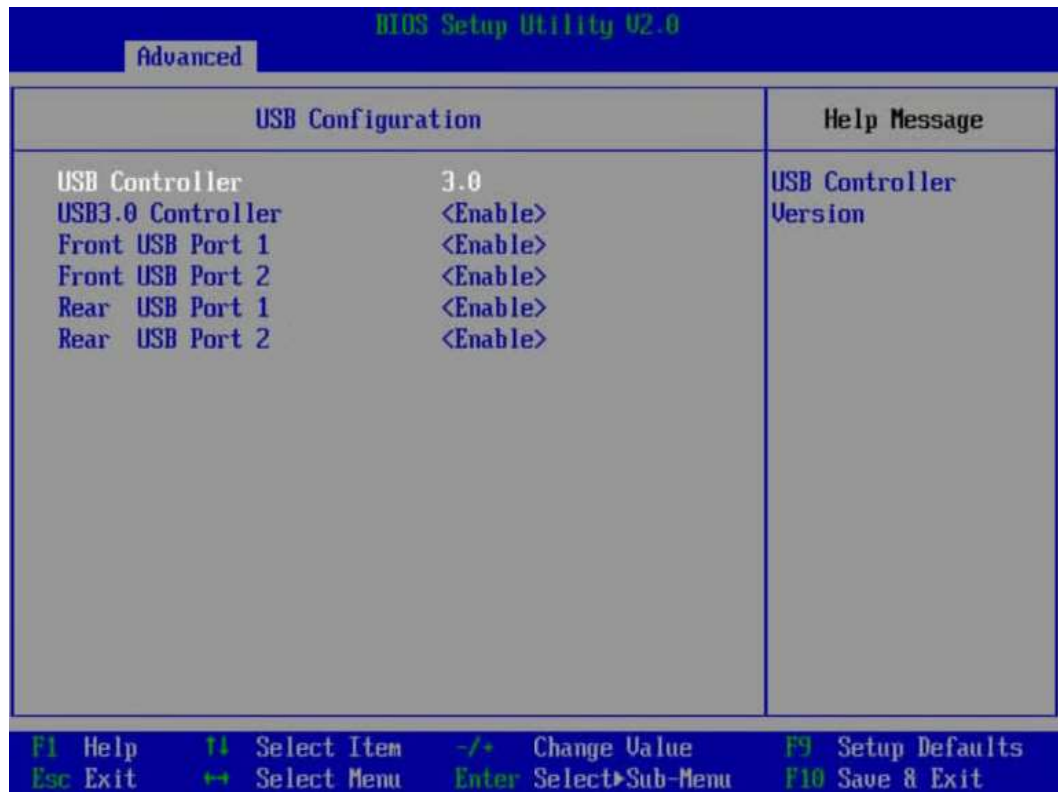 BIOS Setup Utility V2.0
Advanced
USB Configuration
Help Message
USB Controller 3.0
USB3.0 Controller <Enable>
Front USB Port 1 <Enable>
Front USB Port 2 <Enable>
Rear USB Port 1 <Enable>
Rear USB Port 2 <Enable>
USB Controller
Version
F1 Help ↑↓ Select Item -/+ Change Value F9 Setup Defaults
Esc Exit ↔ Select Menu Enter Select▶Sub-Menu F10 Save & Exit